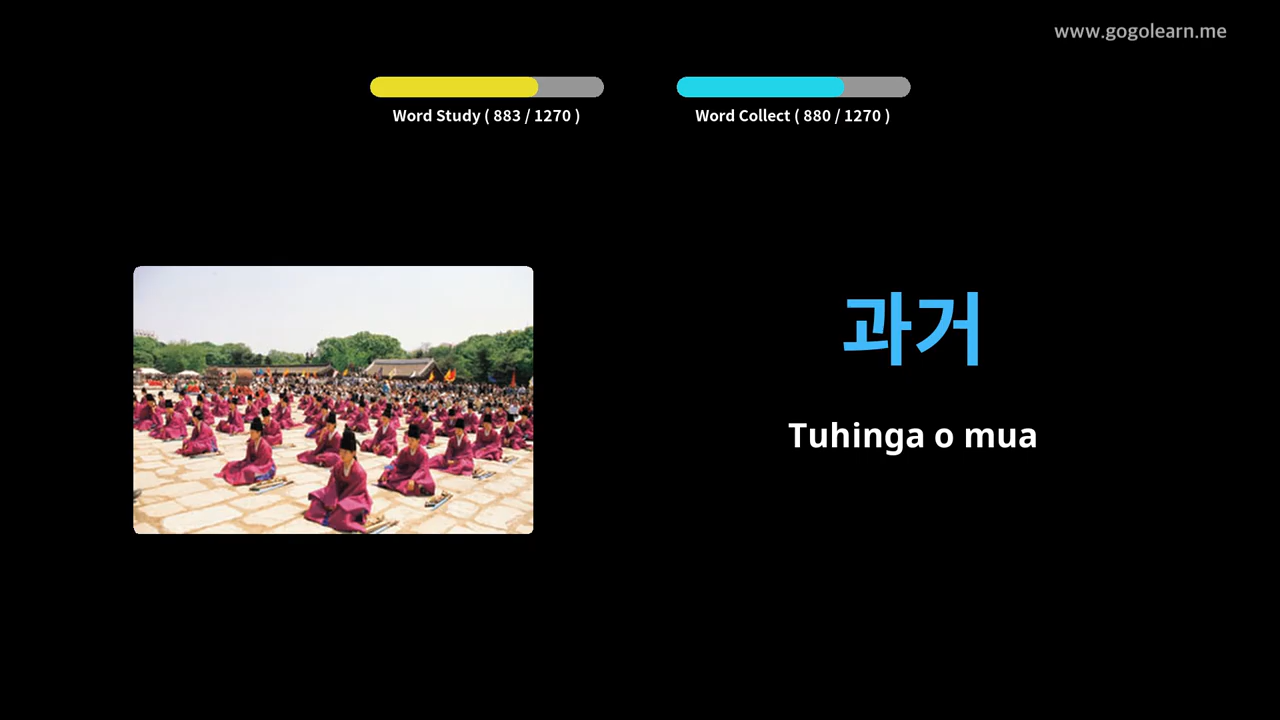 www.gogolearn.me
Word Study ( 883 / 1270 )
Word Collect ( 880 / 1270 )
과거
Tuhinga o mua